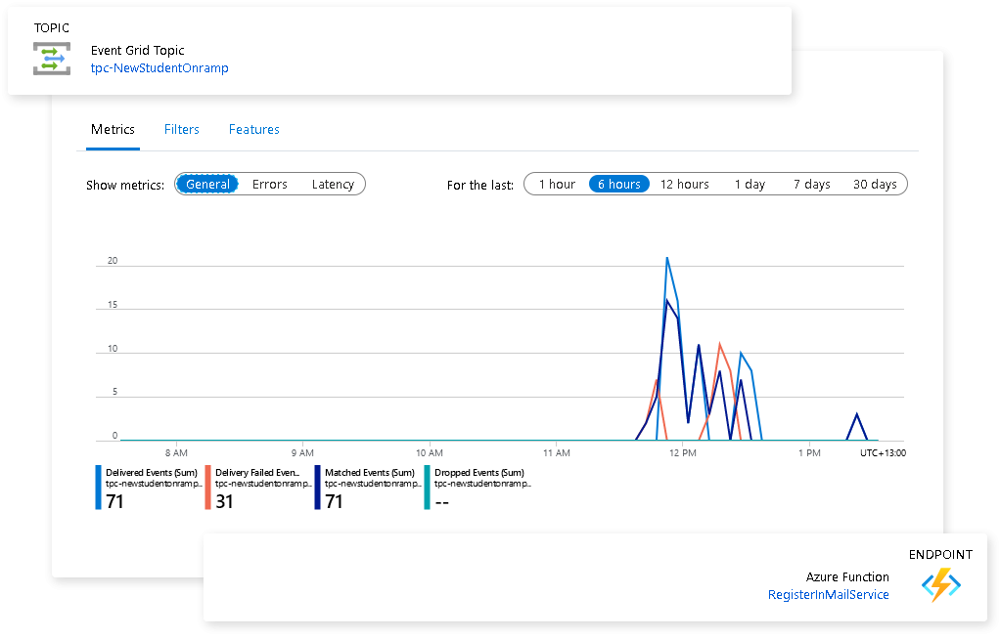 TOPIC
Event Grid Topic
tpc-NewStudentOnramp
Metrics Filters Features
Show metrics: General Errors Latency For the last: 1 hour 6 hours 12 hours 1 day 7 days 30 days
20
15
10
5
0
8 AM 9 AM 10 AM 11 AM 12 PM 1 PM UTC+13:00
Delivered Events (Sum) Delivery Failed Even... Matched Events (Sum) Dropped Events (Sum)
tpc-newstudentonramp... tpc-newstudentonramp... tpc-newstudentonramp... tpc-newstudentonramp...
71 31 71 --
ENDPOINT
Azure Function
RegisterInMailService